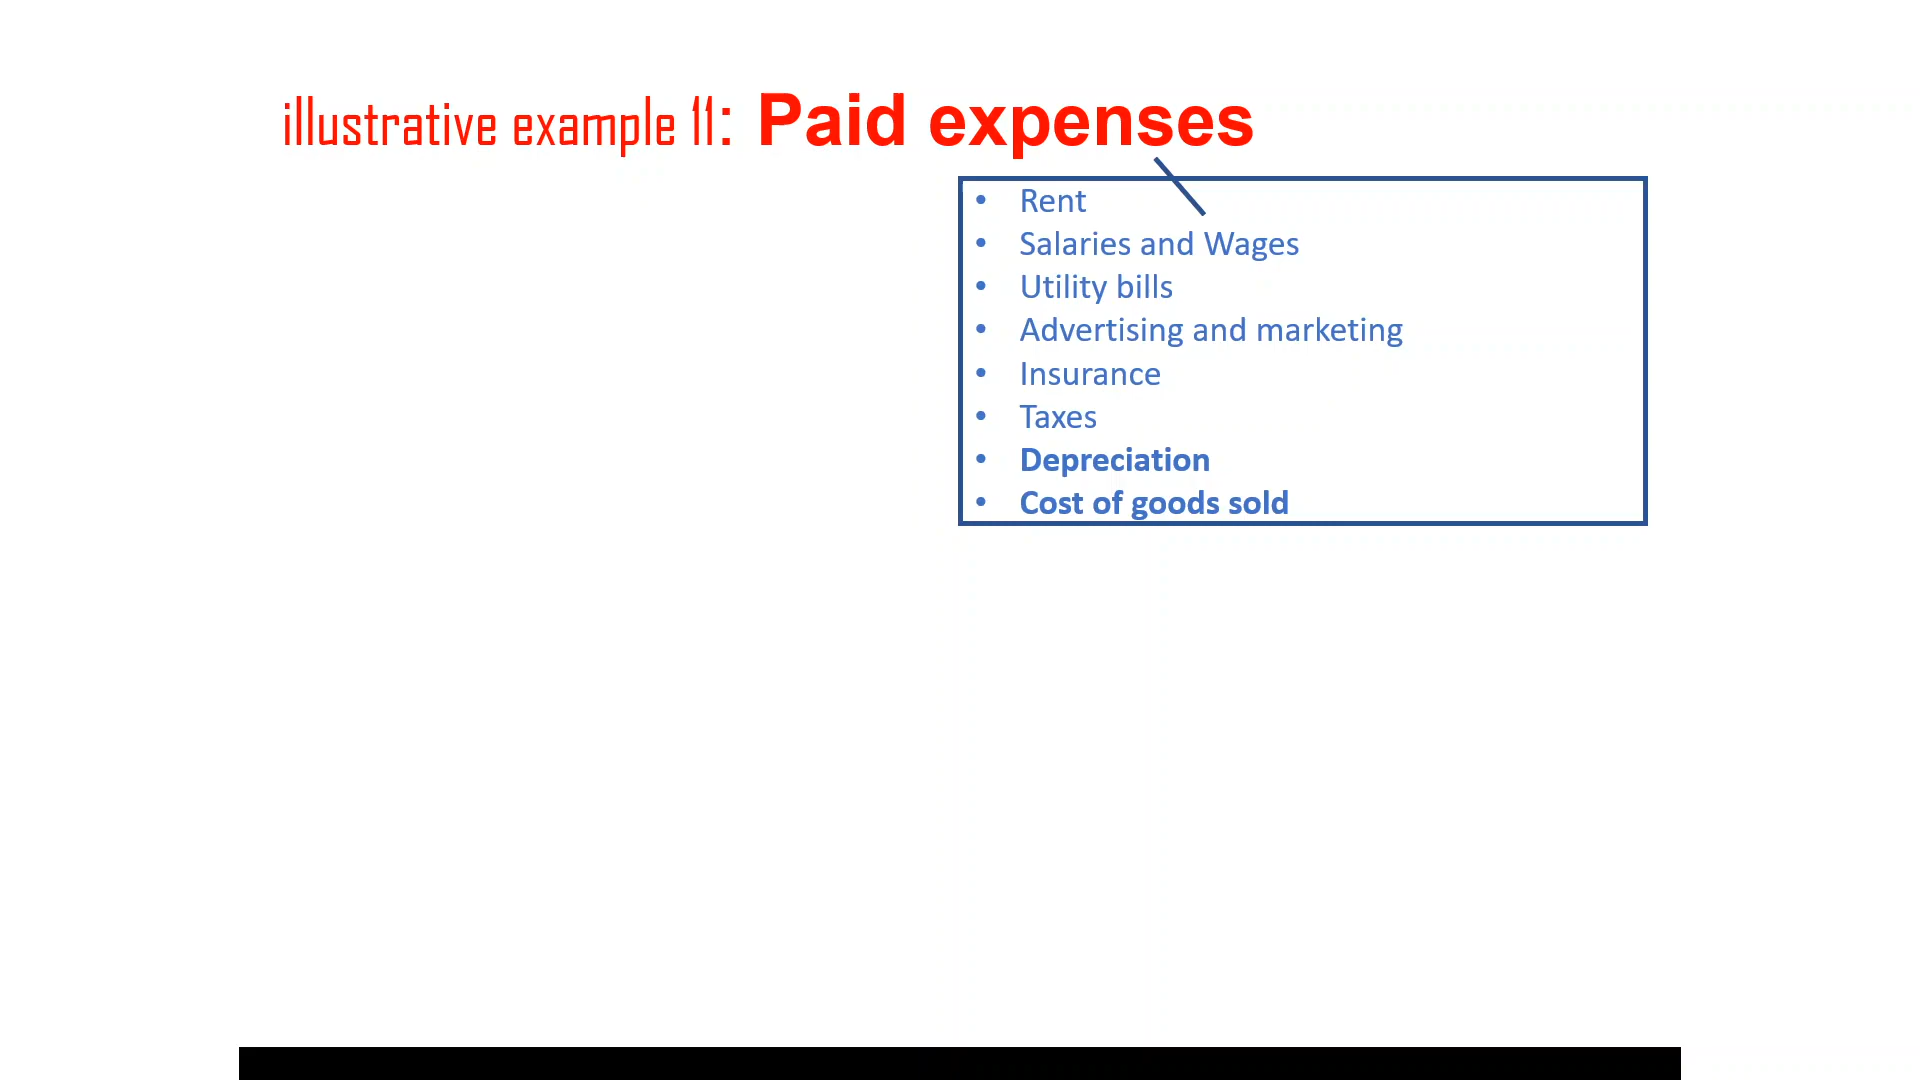 illustrative example 11: Paid expenses
• Rent
• Salaries and Wages
• Utility bills
• Advertising and marketing
• Insurance
• Taxes
• Depreciation
• Cost of goods sold